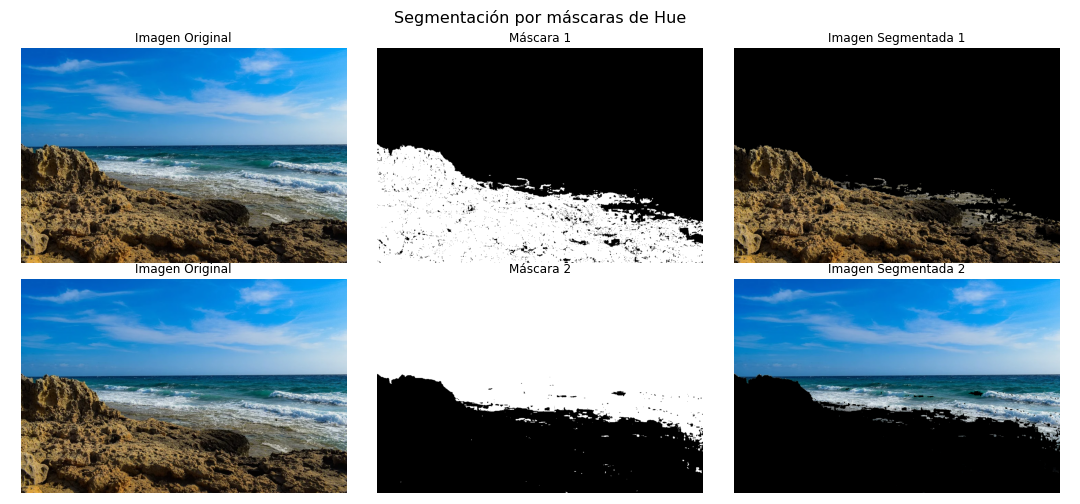 Segmentación por máscaras de Hue
Imagen Original
Máscara 1
Imagen Segmentada 1
Imagen Original
Máscara 2
Imagen Segmentada 2